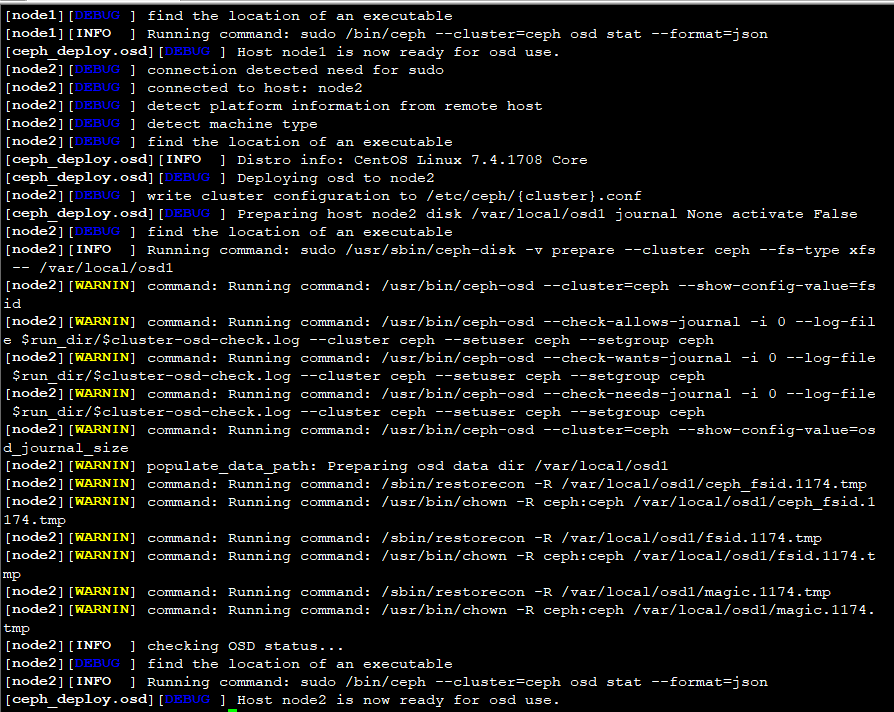 [node1][DEBUG ] find the location of an executable
[node1][INFO  ] Running command: sudo /bin/ceph --cluster=ceph osd stat --format=json
[ceph_deploy.osd][DEBUG ] Host node1 is now ready for osd use.
[node2][DEBUG ] connection detected need for sudo
[node2][DEBUG ] connected to host: node2
[node2][DEBUG ] detect platform information from remote host
[node2][DEBUG ] detect machine type
[node2][DEBUG ] find the location of an executable
[ceph_deploy.osd][INFO  ] Distro info: CentOS Linux 7.4.1708 Core
[ceph_deploy.osd][DEBUG ] Deploying osd to node2
[node2][DEBUG ] write cluster configuration to /etc/ceph/{cluster}.conf
[ceph_deploy.osd][DEBUG ] Preparing host node2 disk /var/local/osd1 journal None activate False
[node2][DEBUG ] find the location of an executable
[node2][INFO  ] Running command: sudo /usr/sbin/ceph-disk -v prepare --cluster ceph --fs-type xfs
 -- /var/local/osd1
[node2][WARNIN] command: Running command: /usr/bin/ceph-osd --cluster=ceph --show-config-value=fs
id
[node2][WARNIN] command: Running command: /usr/bin/ceph-osd --check-allows-journal -i 0 --log-fil
e $run_dir/$cluster-osd-check.log --cluster ceph --setuser ceph --setgroup ceph
[node2][WARNIN] command: Running command: /usr/bin/ceph-osd --check-wants-journal -i 0 --log-file
 $run_dir/$cluster-osd-check.log --cluster ceph --setuser ceph --setgroup ceph
[node2][WARNIN] command: Running command: /usr/bin/ceph-osd --check-needs-journal -i 0 --log-file
 $run_dir/$cluster-osd-check.log --cluster ceph --setuser ceph --setgroup ceph
[node2][WARNIN] command: Running command: /usr/bin/ceph-osd --cluster=ceph --show-config-value=os
d_journal_size
[node2][WARNIN] populate_data_path: Preparing osd data dir /var/local/osd1
[node2][WARNIN] command: Running command: /sbin/restorecon -R /var/local/osd1/ceph_fsid.1174.tmp
[node2][WARNIN] command: Running command: /usr/bin/chown -R ceph:ceph /var/local/osd1/ceph_fsid.1
174.tmp
[node2][WARNIN] command: Running command: /sbin/restorecon -R /var/local/osd1/fsid.1174.tmp
[node2][WARNIN] command: Running command: /usr/bin/chown -R ceph:ceph /var/local/osd1/fsid.1174.t
mp
[node2][WARNIN] command: Running command: /sbin/restorecon -R /var/local/osd1/magic.1174.tmp
[node2][WARNIN] command: Running command: /usr/bin/chown -R ceph:ceph /var/local/osd1/magic.1174.
tmp
[node2][INFO  ] checking OSD status...
[node2][DEBUG ] find the location of an executable
[node2][INFO  ] Running command: sudo /bin/ceph --cluster=ceph osd stat --format=json
[ceph_deploy.osd][DEBUG ] Host node2 is now ready for osd use.